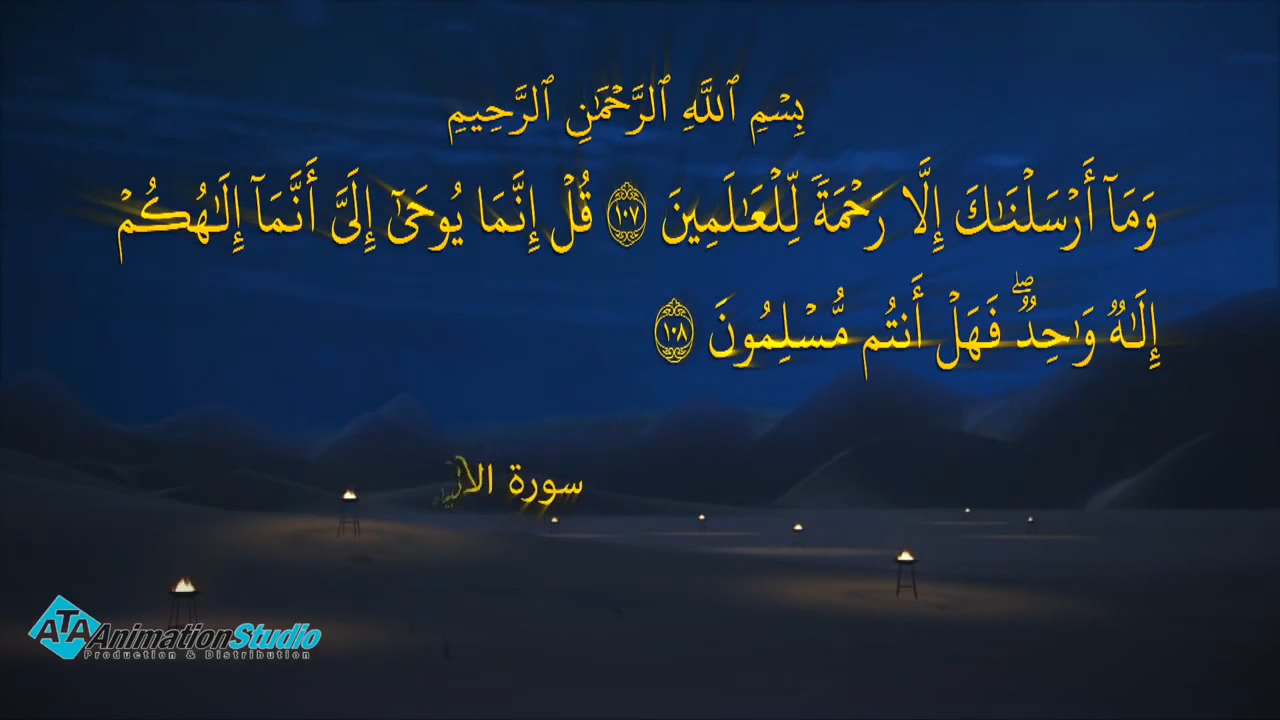 بِسْمِ ٱللَّهِ ٱلرَّحْمَٰنِ ٱلرَّحِيمِ
وَمَآ أَرْسَلْنَٰكَ إِلَّا رَحْمَةً لِّلْعَٰلَمِينَ ۝١٠٧ قُلْ إِنَّمَا يُوحَىٰٓ إِلَىَّ أَنَّمَآ إِلَٰهُكُمْ
إِلَٰهٌ وَٰحِدٌ ۖ فَهَلْ أَنتُم مُّسْلِمُونَ ۝١٠٨
سورة
ATA AnimationStudio
Production & Distribution